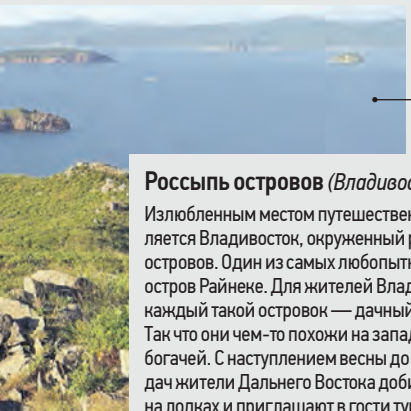 Россыпь островов (Владивос
Излюбленным местом путешествен
ляется Владивосток, окруженный
островов. Один из самых любопыт
остров Райнеке. Для жителей Влад
каждый такой островок — дачный
Так что они чем-то похожи на запа
богачей. С наступлением весны до
дач жители Дальнего Востока доби
на лодках и приглашают в гости ту